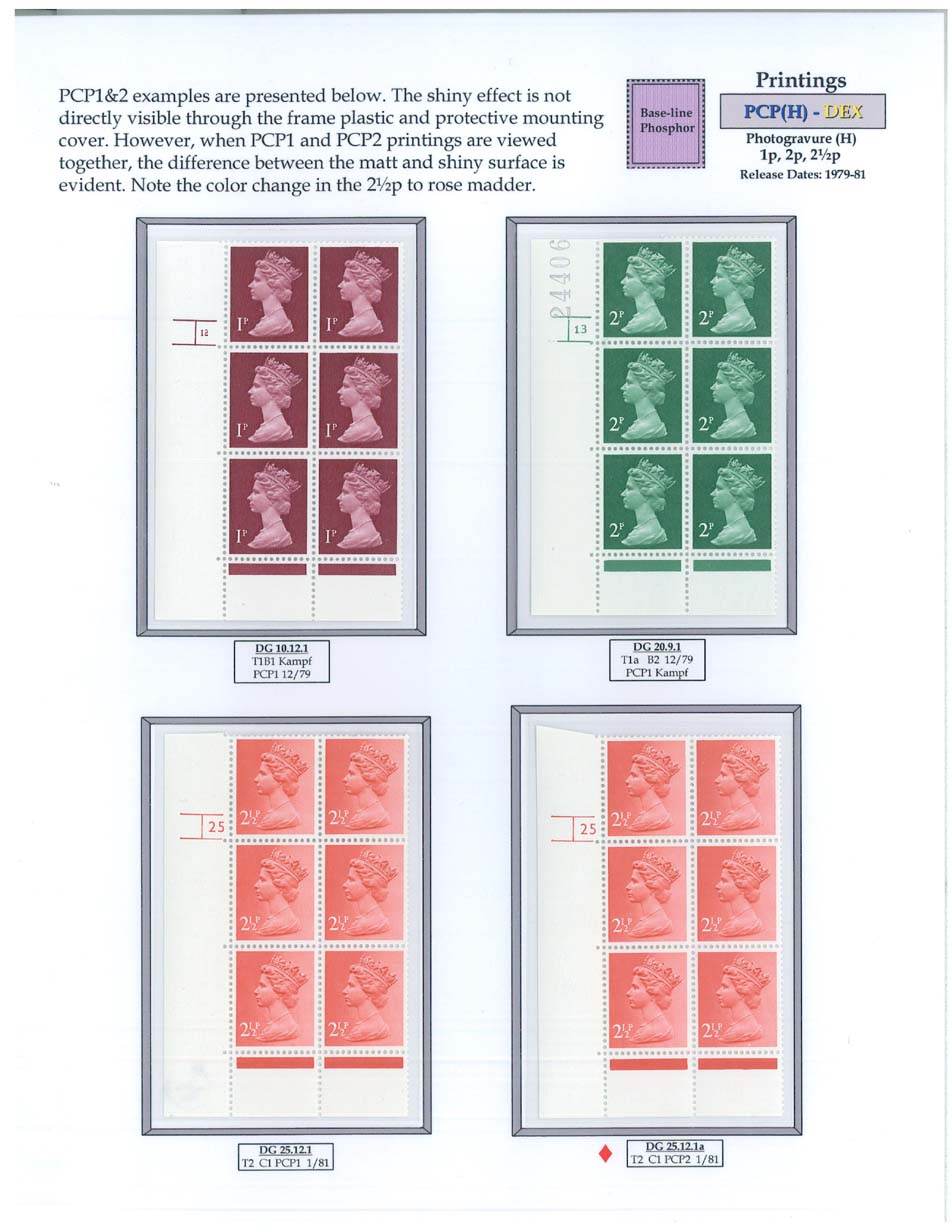 PCP1&2 examples are presented below. The shiny effect is not
directly visible through the frame plastic and protective mounting
cover. However, when PCP1 and PCP2 printings are viewed
together, the difference between the matt and shiny surface is
evident. Note the color change in the 2½p to rose madder.
Base-line
Phosphor
Printings
PCP(H) - DEX
Photogravure (H)
1p, 2p, 2½p
Release Dates: 1979-81
12
1P 1P
1P 1P
1P 1P
DG 10.12.1
T1B1 Kampf
PCP1 12/79
24406
13
2P 2P
2P 2P
2P 2P
DG 20.9.1
T1a B2 12/79
PCP1 Kampf
25
2½P 2½P
2½P 2½P
2½P 2½P
DG 25.12.1
T2 C1 PCP1 1/81
25
2½P 2½P
2½P 2½P
2½P 2½P
DG 25.12.1a
T2 C1 PCP2 1/81